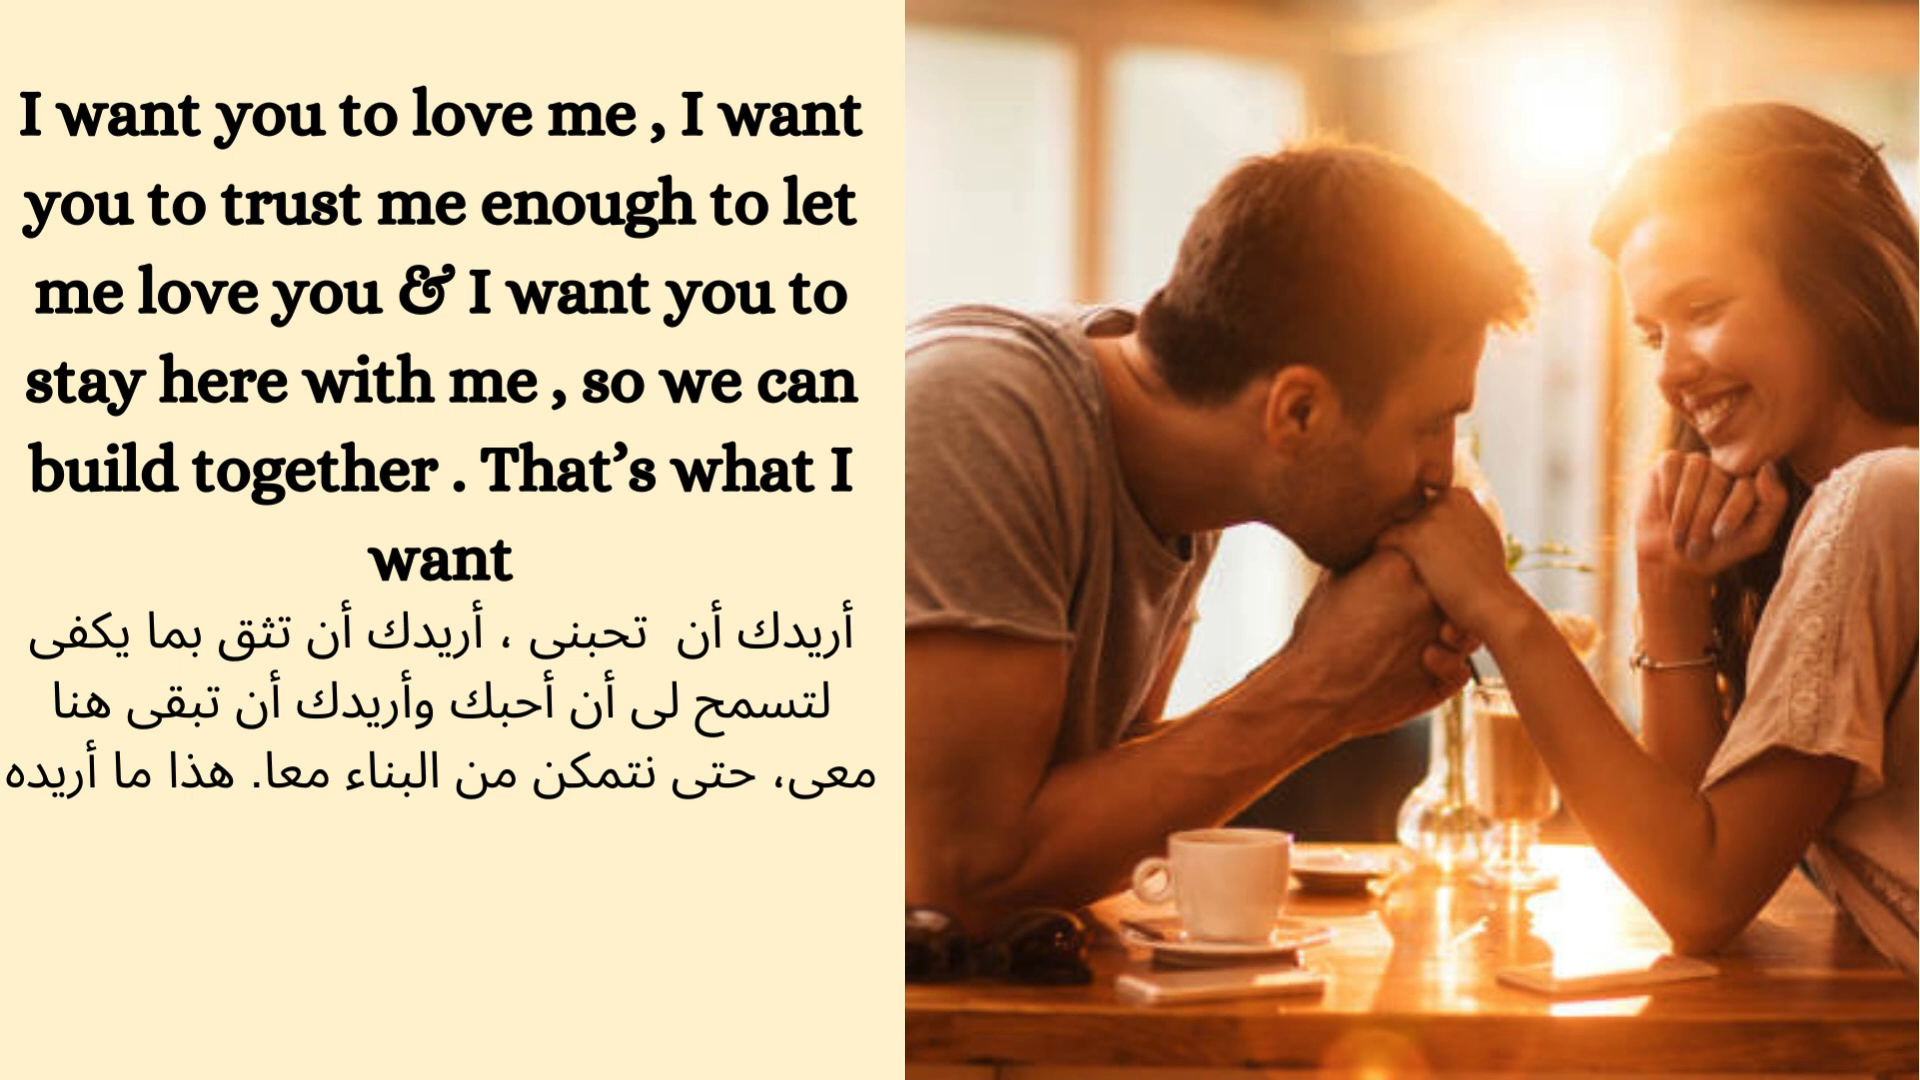 I want you to love me , I want
you to trust me enough to let
me love you & I want you to
stay here with me , so we can
build together . That’s what I
want
أريدك أن تحبنى ، أريدك أن تثق بما يكفى
لتسمح لى أن أحبك وأريدك أن تبقى هنا
معى، حتى نتمكن من البناء معا. هذا ما أريده